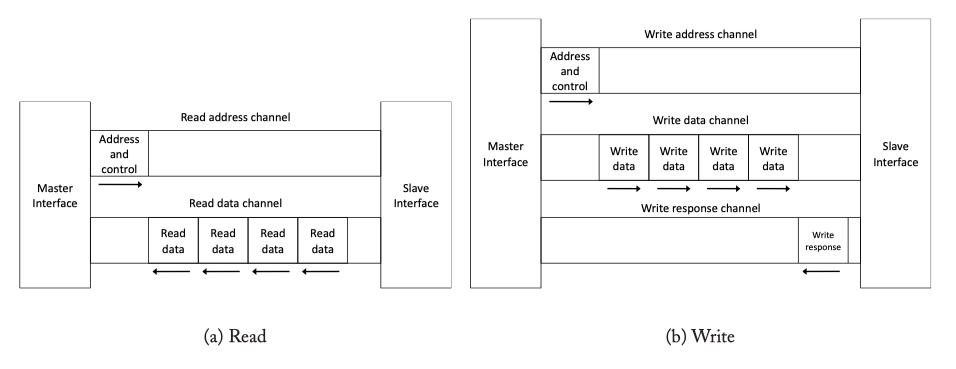 Read address channel
Address
and
control
Master
Interface
Slave
Interface
Read data channel
Read
data
Read
data
Read
data
Read
data
(a) Read
Write address channel
Address
and
control
Write data channel
Master
Interface
Write
data
Write
data
Write
data
Write
data
Slave
Interface
Write response channel
Write
response
(b) Write